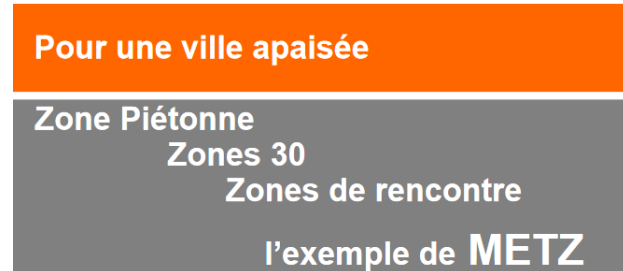 Pour une ville apaisée
Zone Piétonne
Zones 30
Zones de rencontre
l’exemple de METZ